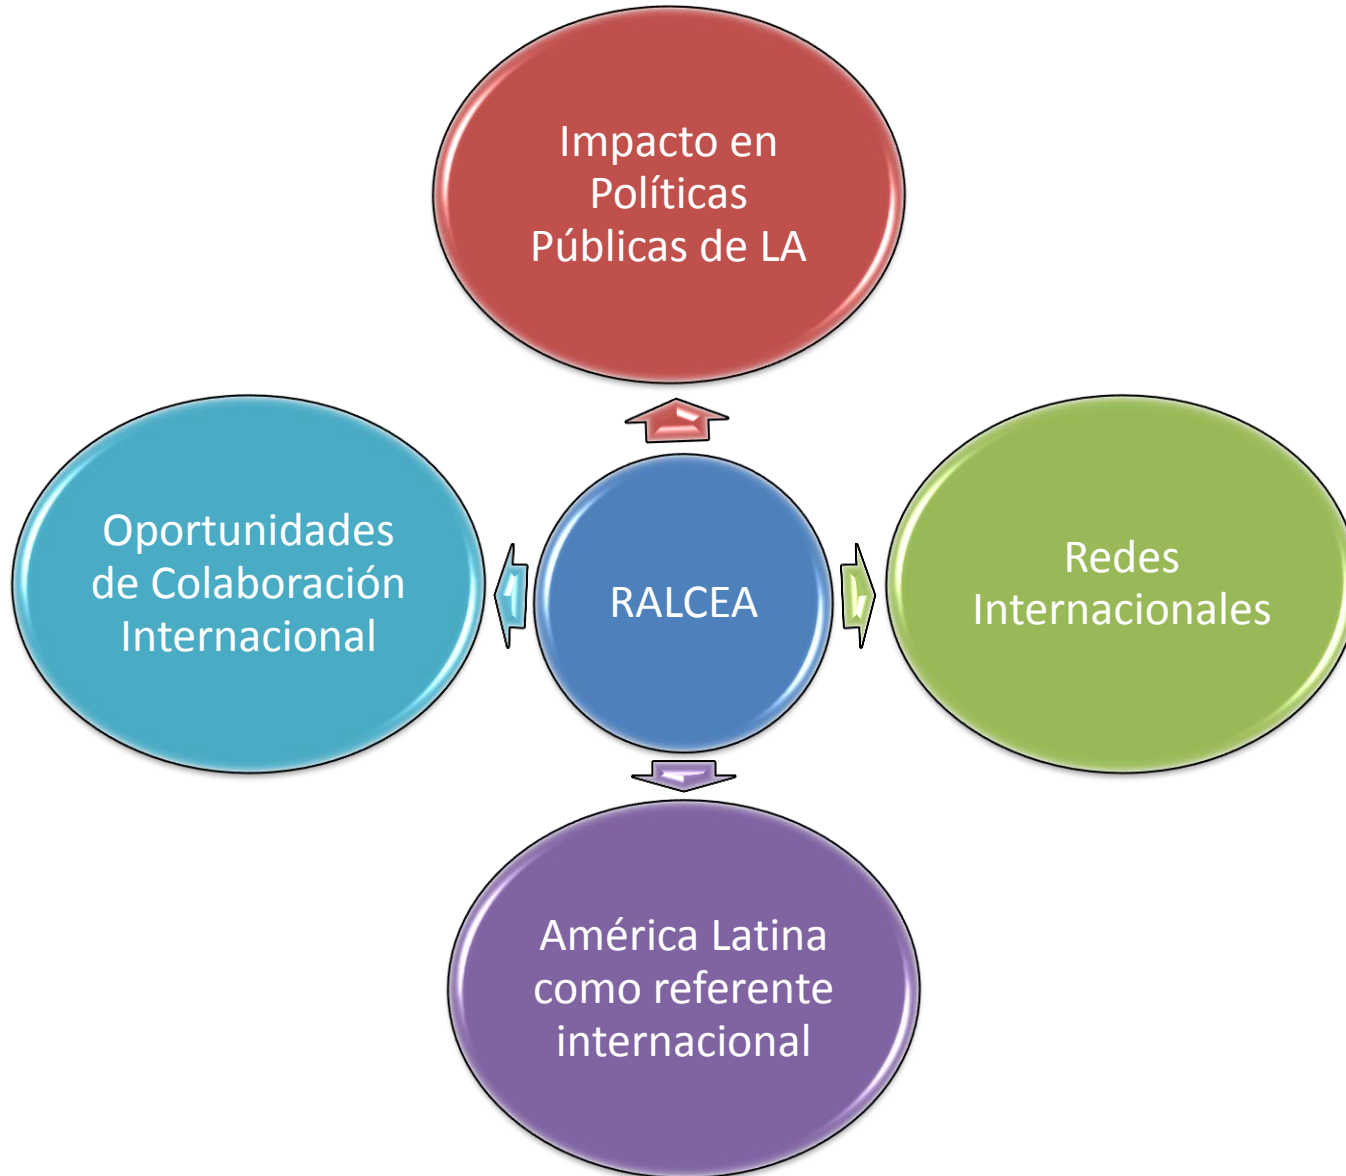 Impacto en
Políticas
Públicas de LA
Oportunidades
de Colaboración
Internacional
RALCEA
Redes
Internacionales
América Latina
como referente
internacional